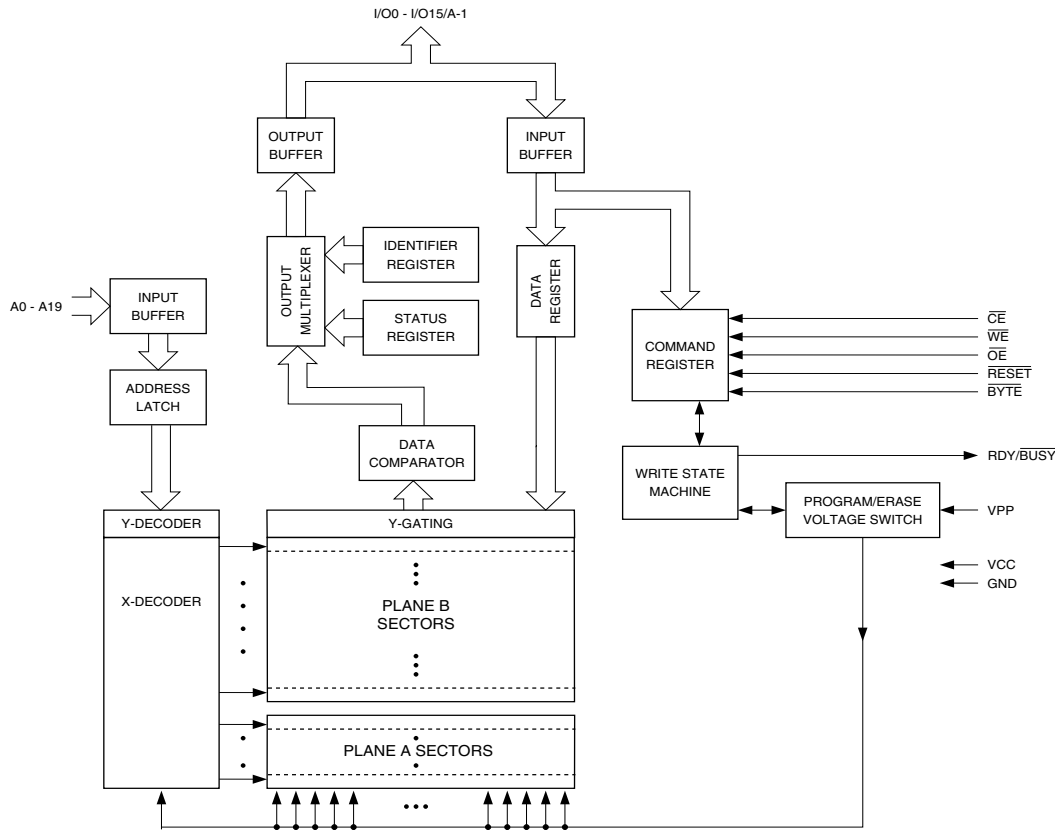 I/O0 - I/O15/A-1
OUTPUT
BUFFER
INPUT
BUFFER
IDENTIFIER
REGISTER
OUTPUT
MULTIPLEXER
DATA
REGISTER
STATUS
REGISTER
A0 - A19
INPUT
BUFFER
COMMAND
REGISTER
CE
WE
OE
RESET
BYTE
ADDRESS
LATCH
DATA
COMPARATOR
WRITE STATE
MACHINE
RDY/BUSY
PROGRAM/ERASE
VOLTAGE SWITCH
VPP
VCC
GND
Y-DECODER
Y-GATING
X-DECODER
PLANE B
SECTORS
PLANE A SECTORS